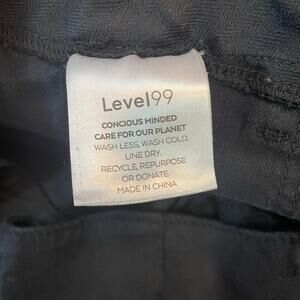 Level99
CONCIOUS MINDED
CARE FOR OUR PLANET
WASH LESS, WASH COLD,
LINE DRY.
RECYCLE, REPURPOSE
OR DONATE.
MADE IN CHINA